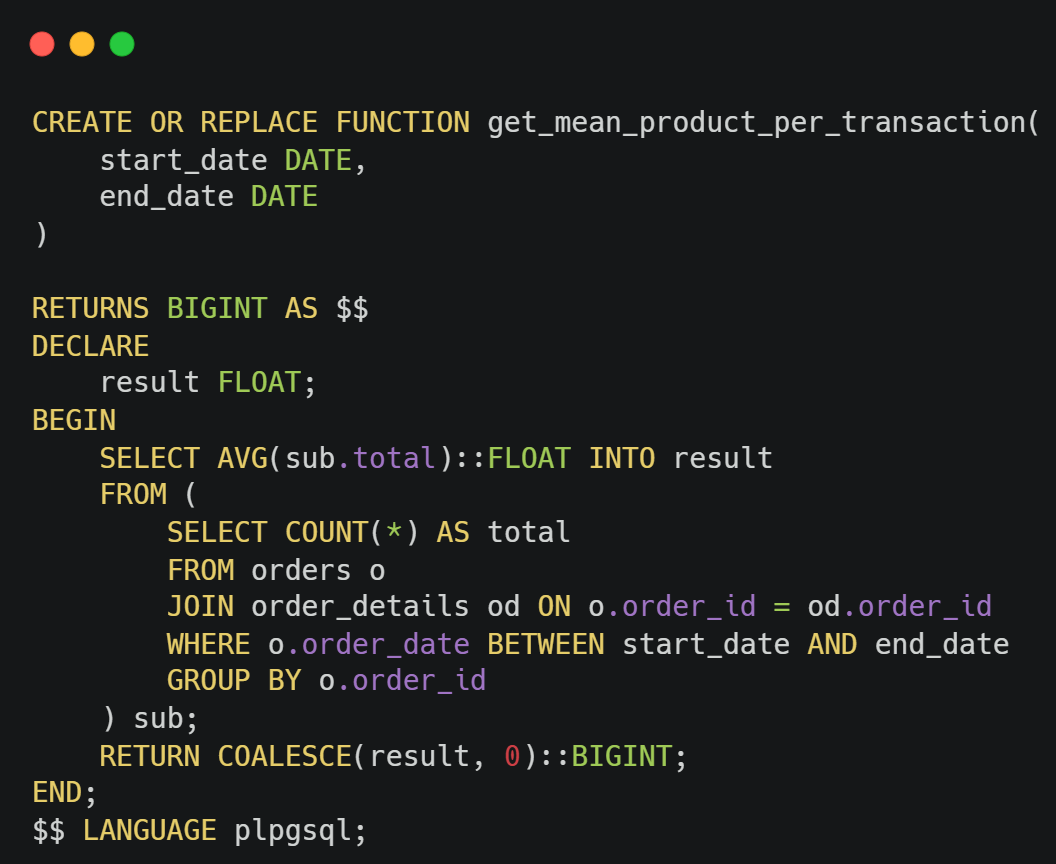 CREATE OR REPLACE FUNCTION get_mean_product_per_transaction(
    start_date DATE,
    end_date DATE
)

RETURNS BIGINT AS $$
DECLARE
    result FLOAT;
BEGIN
    SELECT AVG(sub.total)::FLOAT INTO result
    FROM (
        SELECT COUNT(*) AS total
        FROM orders o
        JOIN order_details od ON o.order_id = od.order_id
        WHERE o.order_date BETWEEN start_date AND end_date
        GROUP BY o.order_id
    ) sub;
    RETURN COALESCE(result, 0)::BIGINT;
END;
$$ LANGUAGE plpgsql;